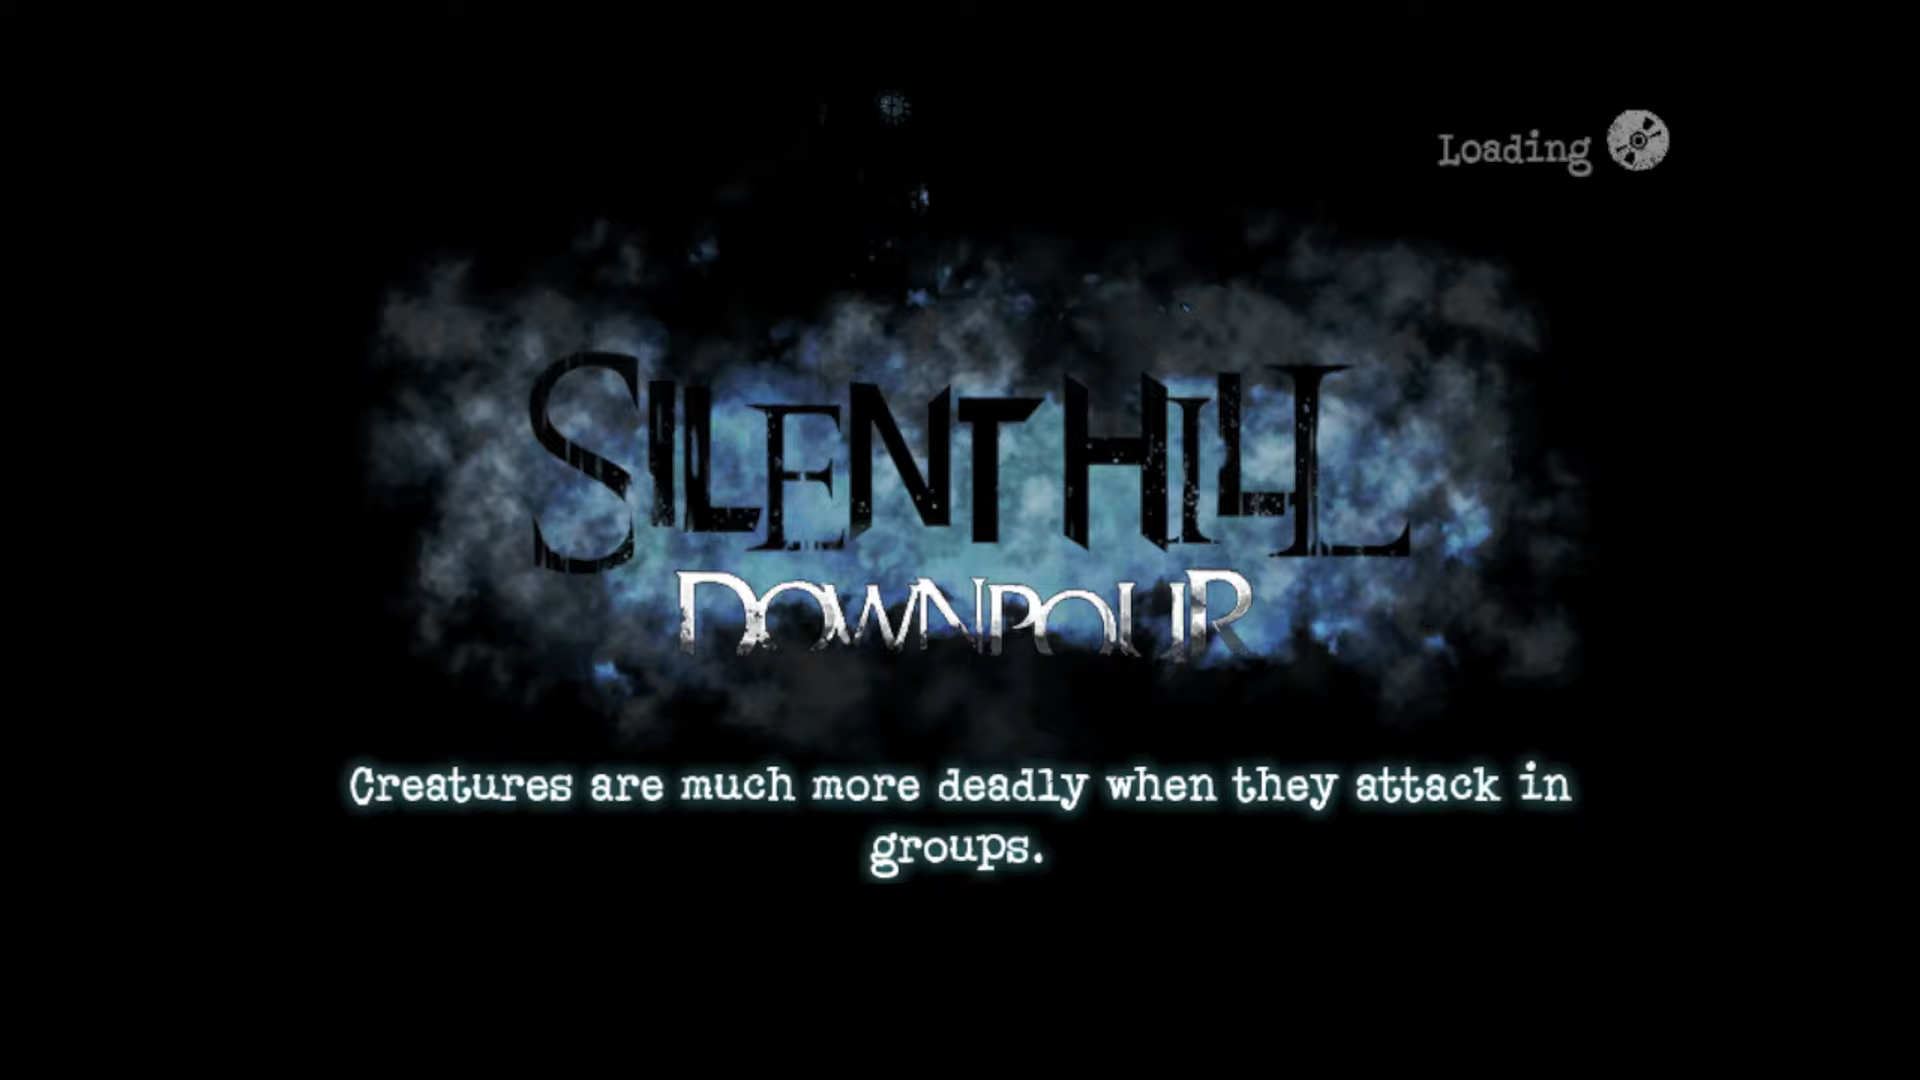 Loading
SILENT HILL
DOWNPOUR
Creatures are much more deadly when they attack in
groups.